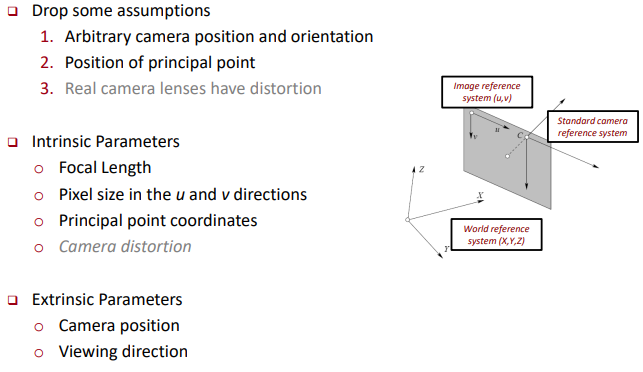 Drop some assumptions
1. Arbitrary camera position and orientation
2. Position of principal point
3. Real camera lenses have distortion
Intrinsic Parameters
Focal Length
Pixel size in the u and v directions
Principal point coordinates
Camera distortion
Extrinsic Parameters
Camera position
Viewing direction
Image reference
system (u,v)
Standard camera
reference system
u
v
C
Z
X
Y
World reference
system (X,Y,Z)